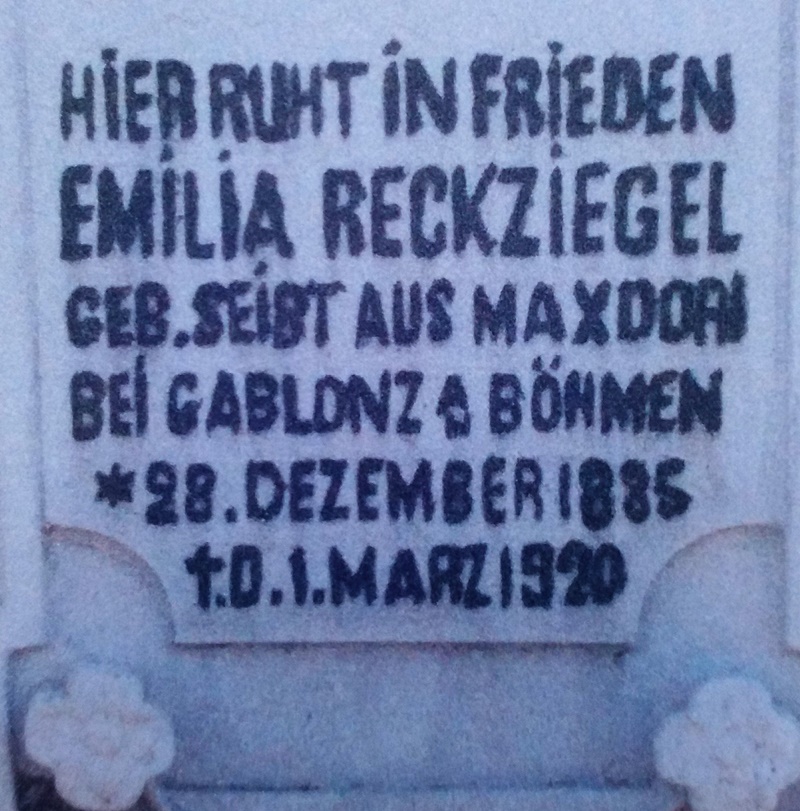 HIER RUHT IN FRIEDEN
EMILIA RECKZIEGEL
GEB. SEIBT AUS MAXDORF
BEI GABLONZ A BÖHMEN
*28. DEZEMBER 1885
†. D. 1. MARZ 1920